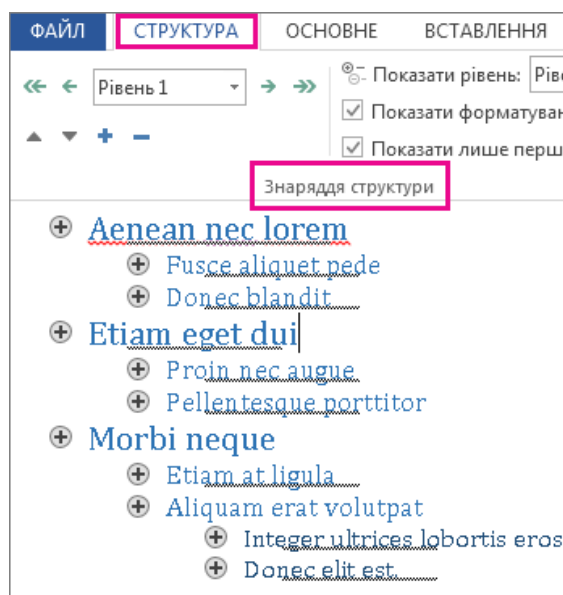 ФАЙЛ СТРУКТУРА ОСНОВНЕ ВСТАВЛЕННЯ
Рівень 1 Показати рівень:
Показати
Показати лише
Знаряддя структури
Aenean nec lorem
Fusce aliquet pede
Donec blandit
Etiam eget dui
Proin nec augue
Pellentesque porttitor
Morbi neque
Etiam at ligula
Aliquam erat volutpat
Integer ultrices lobortis eros
Donec elit est.